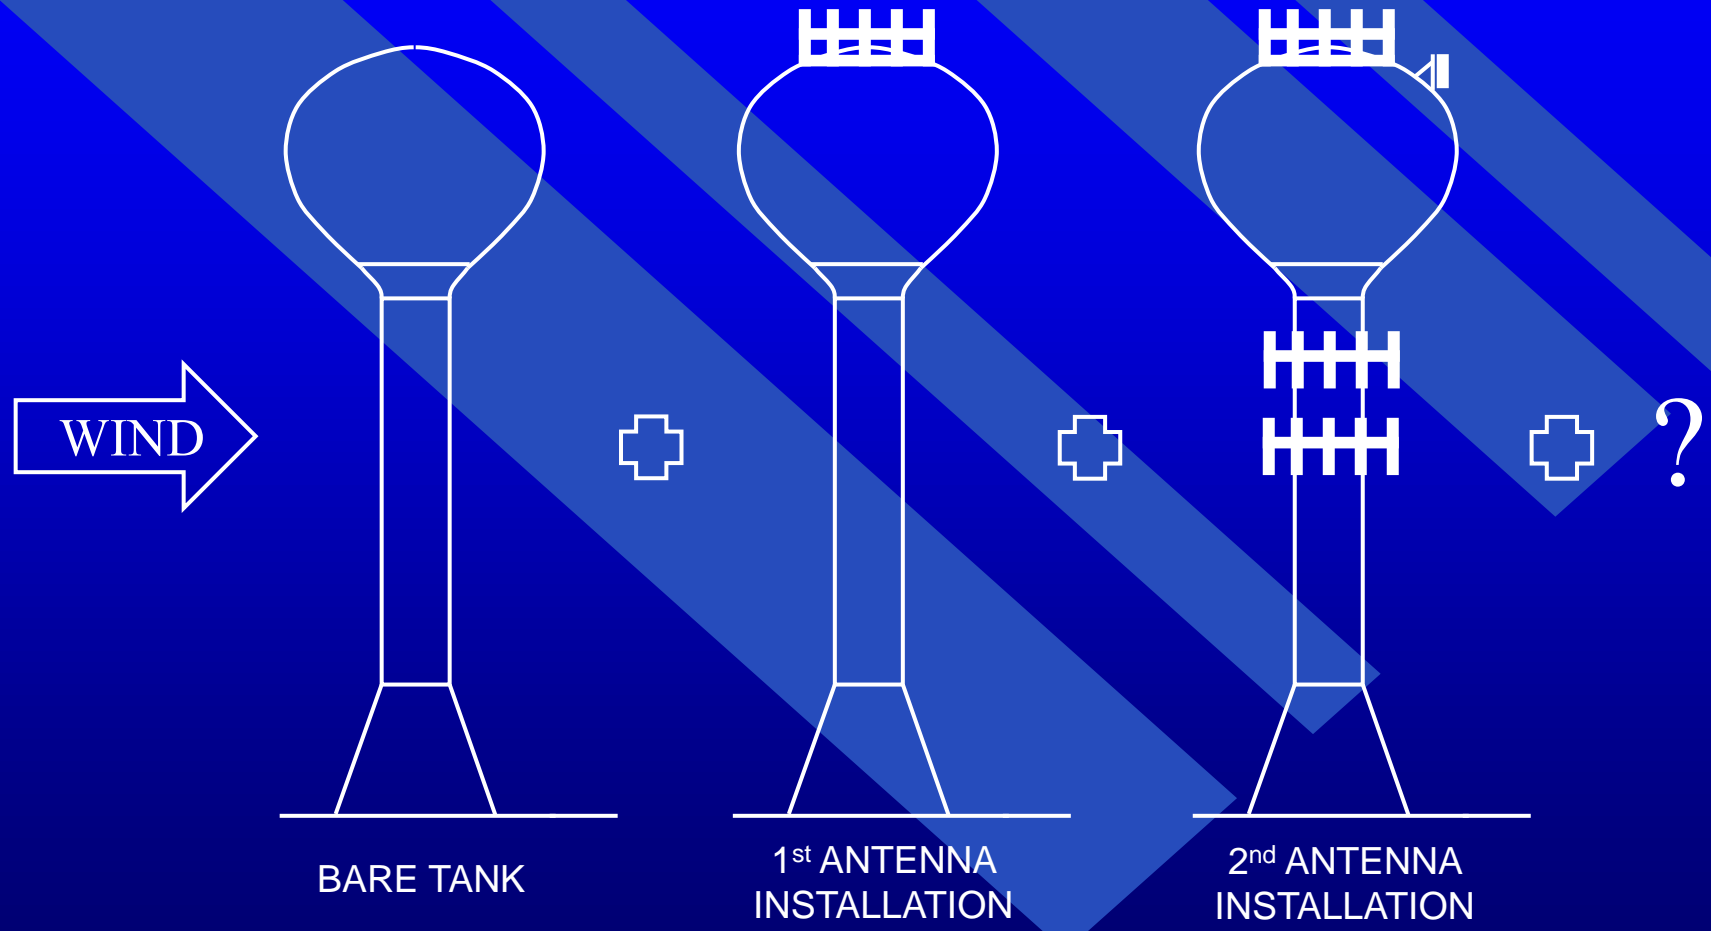 WIND
?
BARE TANK
1st ANTENNA
INSTALLATION
2nd ANTENNA
INSTALLATION